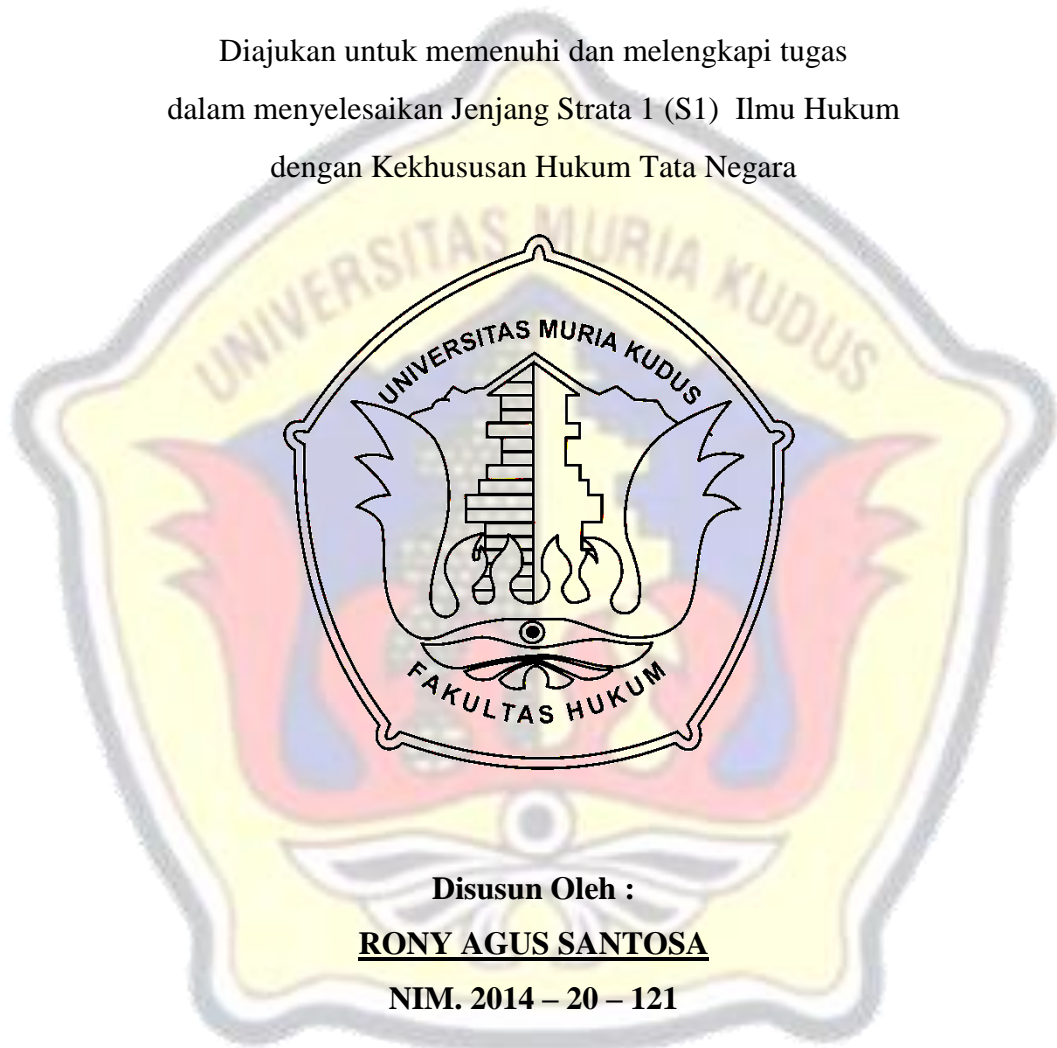 Diajukan untuk memenuhi dan melengkapi tugas
dalam menyelesaikan Jenjang Strata 1 (S1) Ilmu Hukum
dengan Kekhususan Hukum Tata Negara
UNIVERSITAS MURIA KUDUS
UNIVERSITAS MURIA KUDUS
FAKULTAS HUKUM
Disusun Oleh :
RONY AGUS SANTOSA
NIM. 2014 – 20 – 121